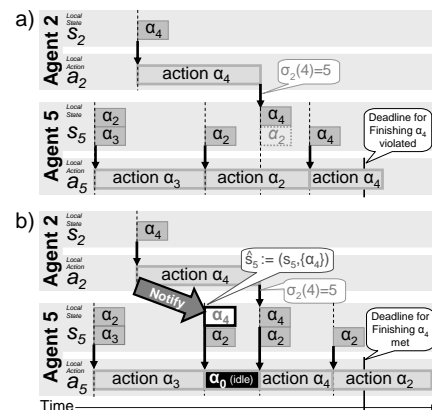 a)
Agent 2
Local
State
s₂
α₄
Local
Action
a₂
action α₄
σ₂(4)=5
Agent 5
Local
State
s₅
α₂
α₃
α₂
α₄
α₂
α₄
Deadline for
Finishing α₄
violated
Local
Action
a₅
action α₃
action α₂
action α₄
b)
Agent 2
Local
State
s₂
α₄
Local
Action
a₂
action α₄
Notify
ŝ₅ := (s₅,{α₄})
σ₂(4)=5
Agent 5
Local
State
s₅
α₂
α₃
α₄
α₂
α₄
α₂
α₂
Deadline for
Finishing α₄
met
Local
Action
a₅
action α₃
α₀ (idle)
action α₄
action α₂
Time